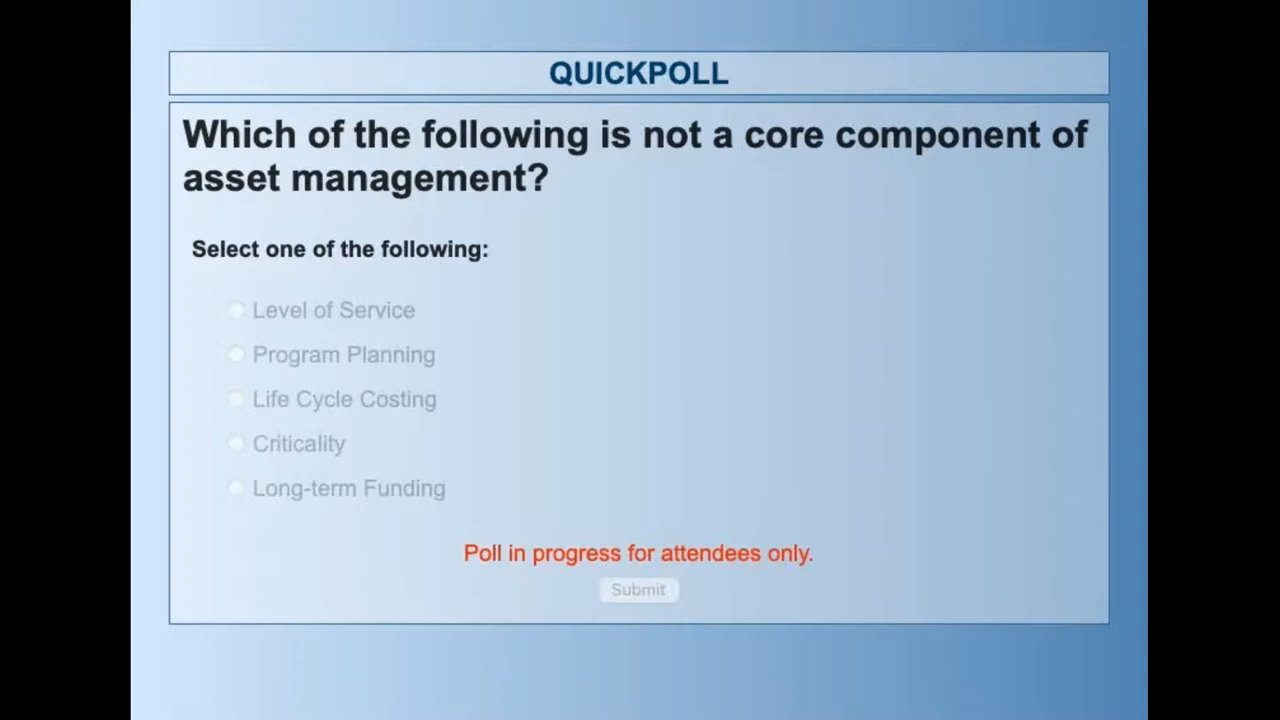 QUICKPOLL
Which of the following is not a core component of
asset management?
Select one of the following:
Level of Service
Program Planning
Life Cycle Costing
Criticality
Long-term Funding
Poll in progress for attendees only.
Submit